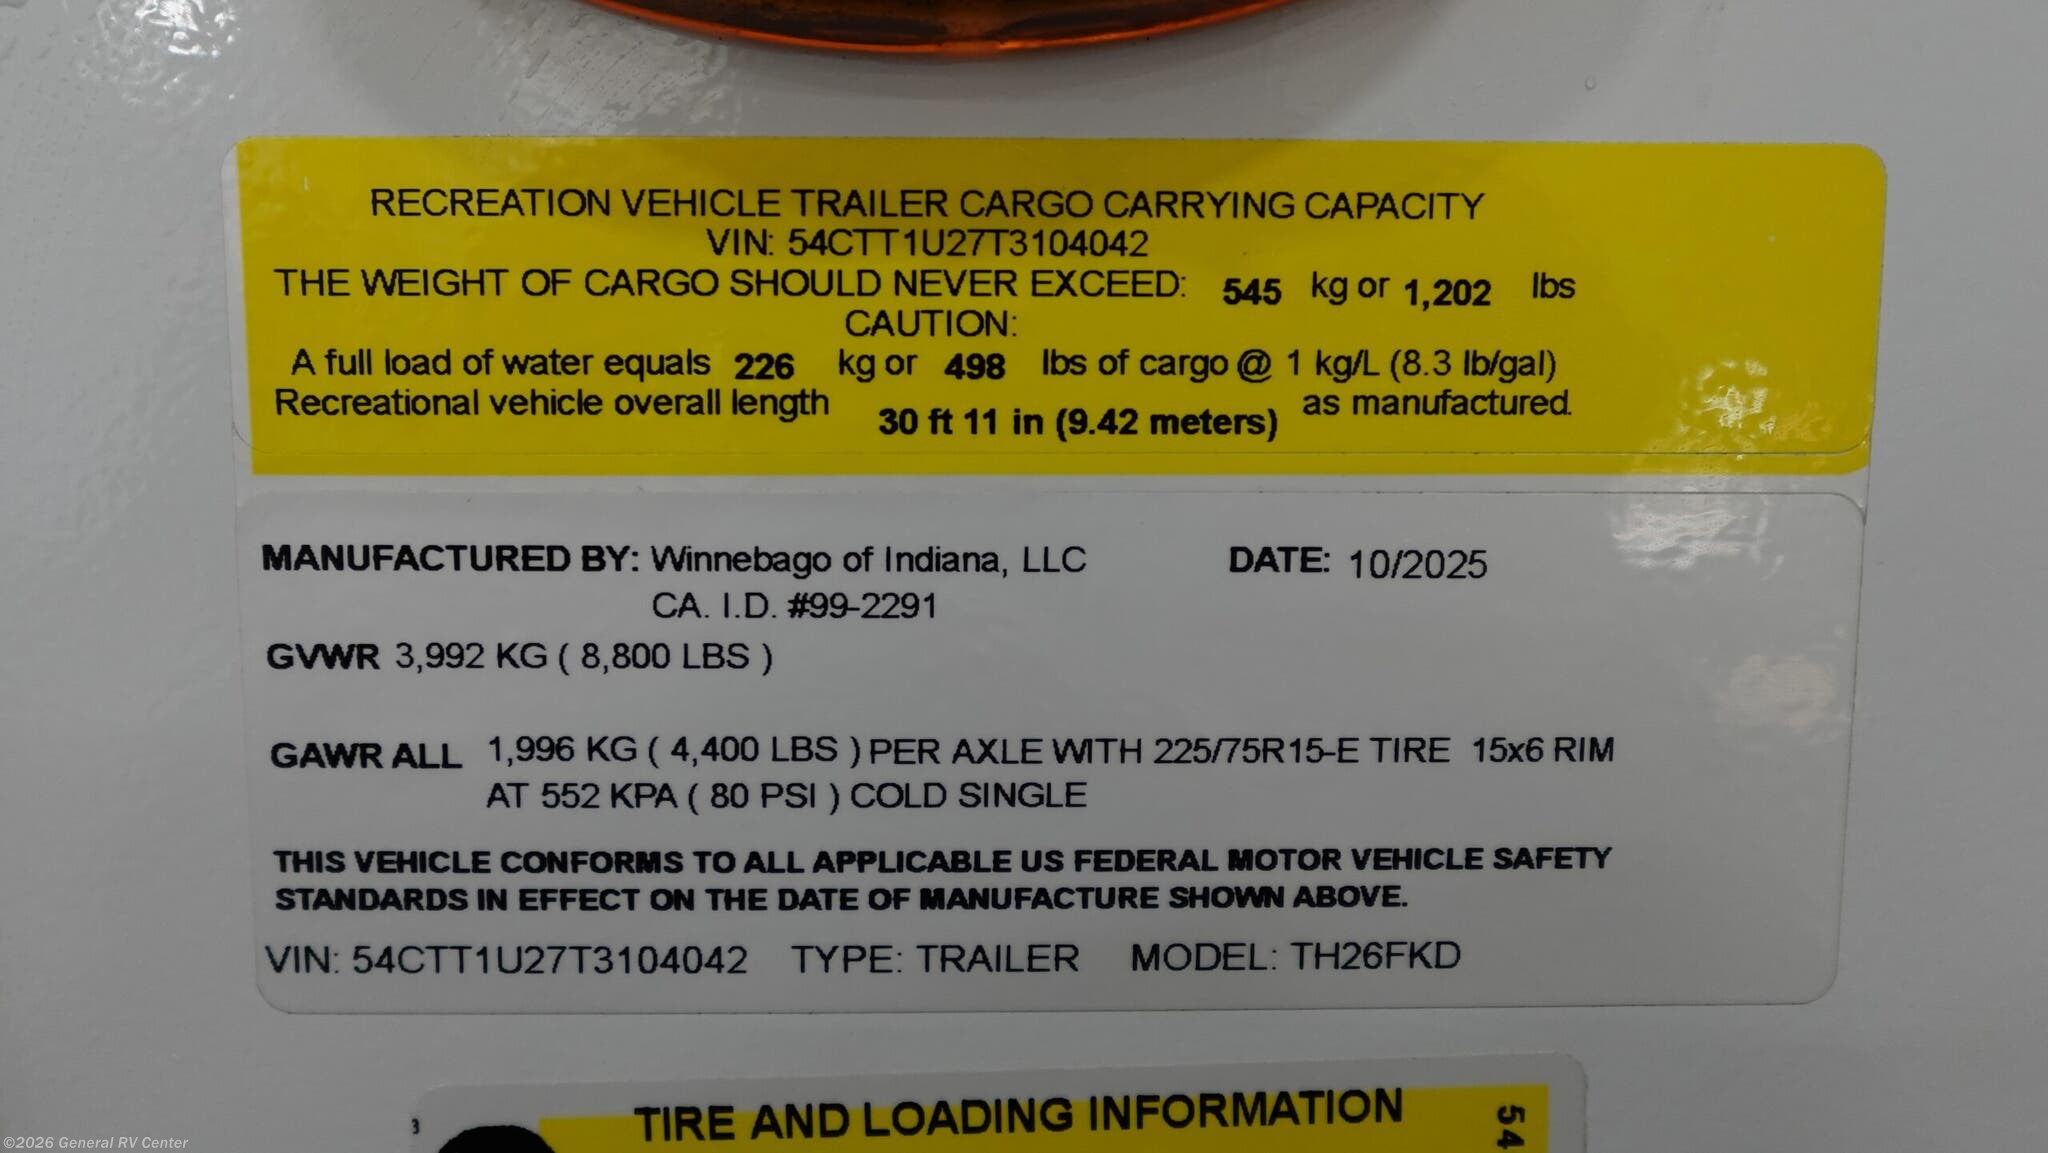 RECREATION VEHICLE TRAILER CARGO CARRYING CAPACITY
VIN: 54CTT1U27T3104042
THE WEIGHT OF CARGO SHOULD NEVER EXCEED: 545 kg or 1,202 lbs
CAUTION:
A full load of water equals 226 kg or 498 lbs of cargo @ 1 kg/L (8.3 lb/gal)
Recreational vehicle overall length 30 ft 11 in (9.42 meters) as manufactured.
MANUFACTURED BY: Winnebago of Indiana, LLC DATE: 10/2025
CA. I.D. #99-2291
GVWR 3,992 KG ( 8,800 LBS )
GAWR ALL 1,996 KG ( 4,400 LBS ) PER AXLE WITH 225/75R15-E TIRE 15x6 RIM
AT 552 KPA ( 80 PSI ) COLD SINGLE
THIS VEHICLE CONFORMS TO ALL APPLICABLE US FEDERAL MOTOR VEHICLE SAFETY
STANDARDS IN EFFECT ON THE DATE OF MANUFACTURE SHOWN ABOVE.
VIN: 54CTT1U27T3104042 TYPE: TRAILER MODEL: TH26FKD
TIRE AND LOADING INFORMATION
54
©2026 General RV Center